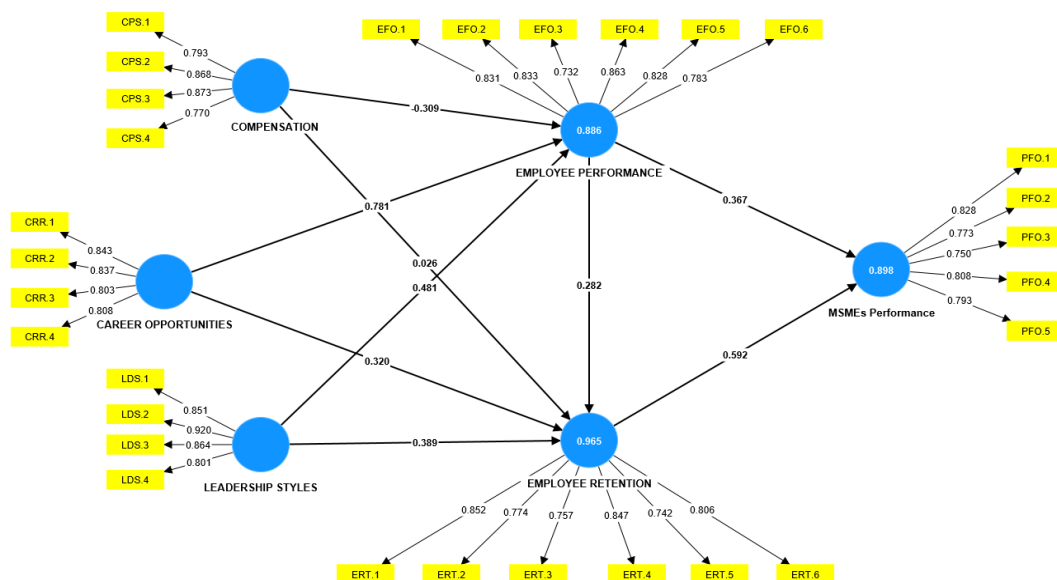 CPS.1
CPS.2
CPS.3
CPS.4
0.793
0.868
0.873
0.770
COMPENSATION
EFO.1
EFO.2
EFO.3
EFO.4
EFO.5
EFO.6
0.831
0.833
0.732
0.863
0.828
0.783
-0.309
0.886
EMPLOYEE PERFORMANCE
CRR.1
CRR.2
CRR.3
CRR.4
0.843
0.837
0.803
0.808
CAREER OPPORTUNITIES
0.781
0.026
0.481
0.320
0.282
0.367
0.592
0.898
MSMEs Performance
PFO.1
PFO.2
PFO.3
PFO.4
PFO.5
0.828
0.773
0.750
0.808
0.793
LDS.1
LDS.2
LDS.3
LDS.4
0.851
0.920
0.864
0.801
LEADERSHIP STYLES
0.389
0.965
EMPLOYEE RETENTION
0.852
0.774
0.757
0.847
0.742
0.806
ERT.1
ERT.2
ERT.3
ERT.4
ERT.5
ERT.6